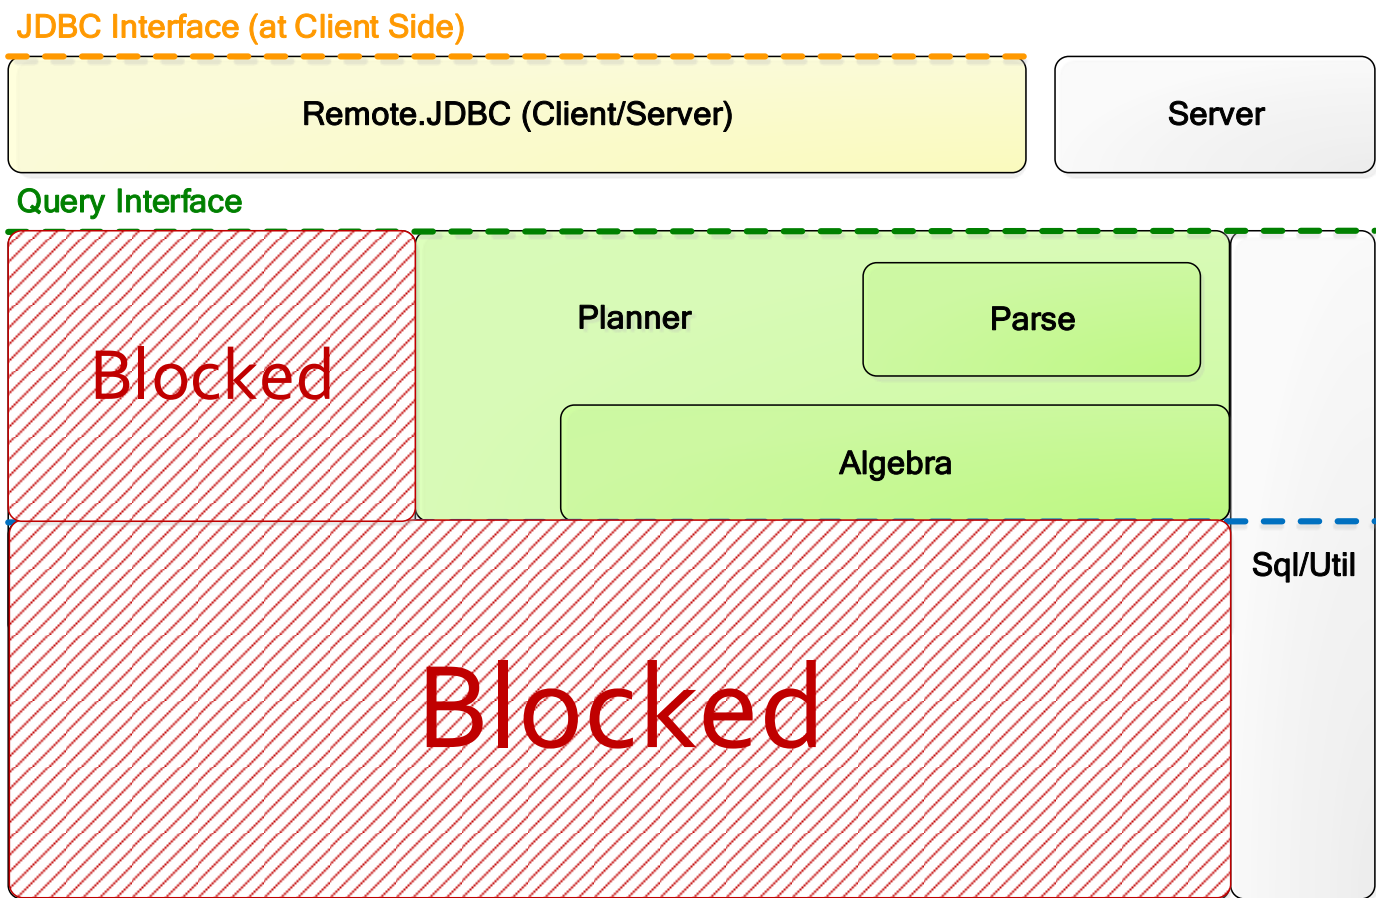 JDBC Interface (at Client Side)
Remote.JDBC (Client/Server)
Server
Query Interface
Planner
Parse
Blocked
Algebra
Sql/Util
Blocked